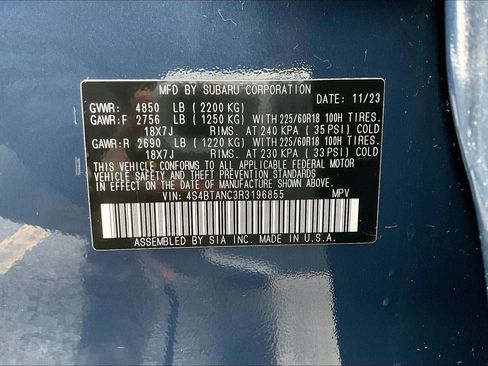 MFD BY SUBARU CORPORATION
DATE: 11/23
GVWR: 4850 LB (2200 KG)
GAWR:F 2756 LB (1250 KG) WITH 225/60R18 100H TIRES.
18X7J RIMS. AT 240 KPA (35 PSI) COLD
GAWR:R 2690 LB (1220 KG) WITH 225/60R18 100H TIRES.
18X7J RIMS. AT 230 KPA (33 PSI) COLD
THIS VEHICLE CONFORMS TO ALL APPLICABLE FEDERAL MOTOR
VEHICLE SAFETY AND THEFT PREVENTION STANDARDS
IN EFFECT ON THE DATE OF MANUFACTURE SHOWN ABOVE.
VIN: 4S4BTANC3R3196855 MPV
AT SIA INC. MADE IN U.S.A.